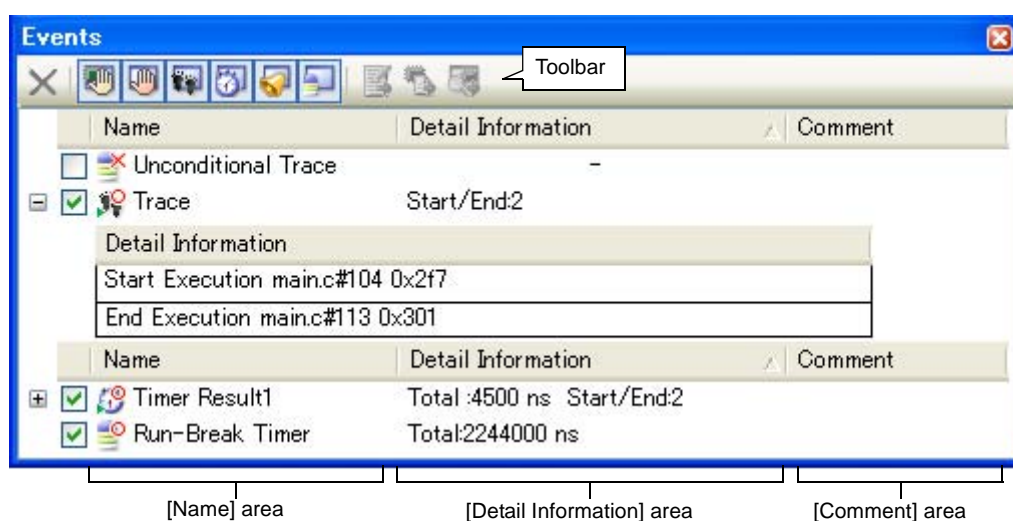 Events
Toolbar
Name Detail Information Comment
Unconditional Trace -
Trace Start/End:2
Detail Information
Start Execution main.c#104 0x2f7
End Execution main.c#113 0x301
Name Detail Information Comment
Timer Result1 Total :4500 ns Start/End:2
Run-Break Timer Total:2244000 ns
[Name] area [Detail Information] area [Comment] area